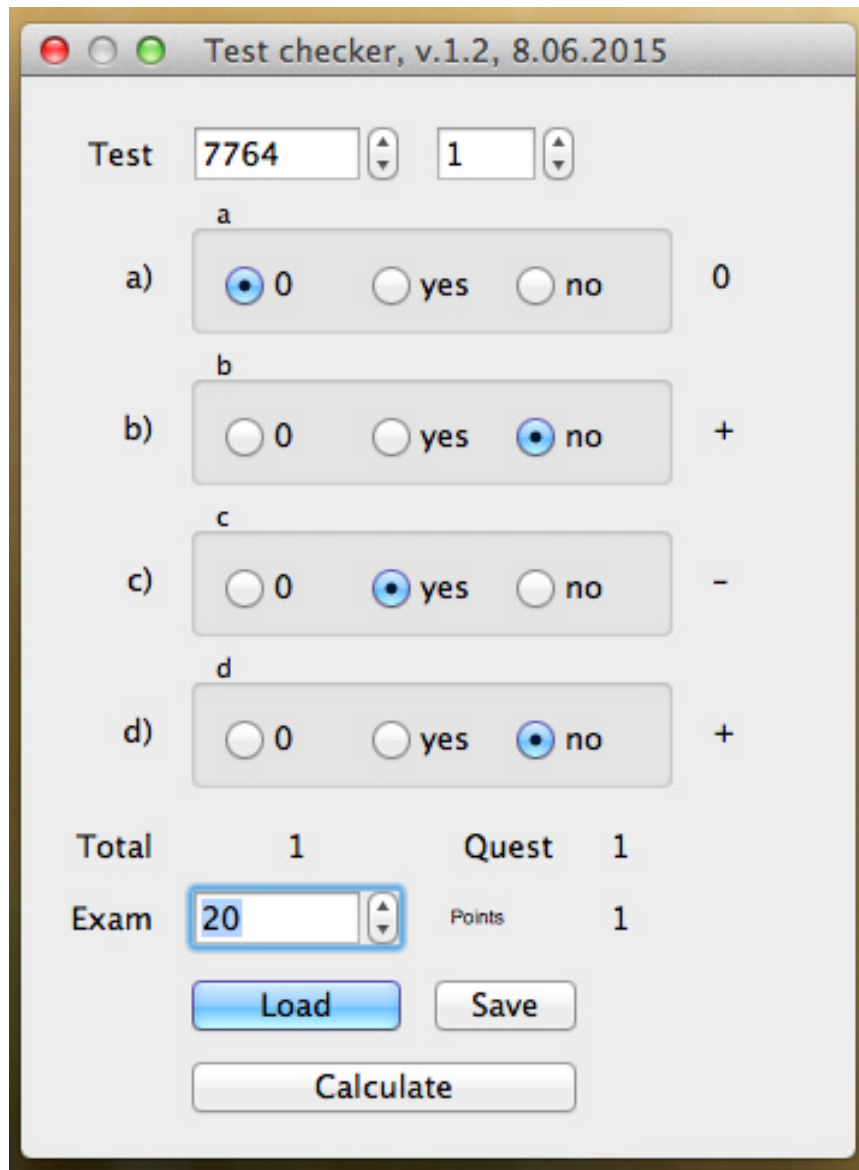 Test checker, v.1.2, 8.06.2015
Test 7764 1
a
a) 0 yes no 0
b
b) 0 yes no +
c
c) 0 yes no -
d
d) 0 yes no +
Total 1 Quest 1
Exam 20 Points 1
Load Save
Calculate